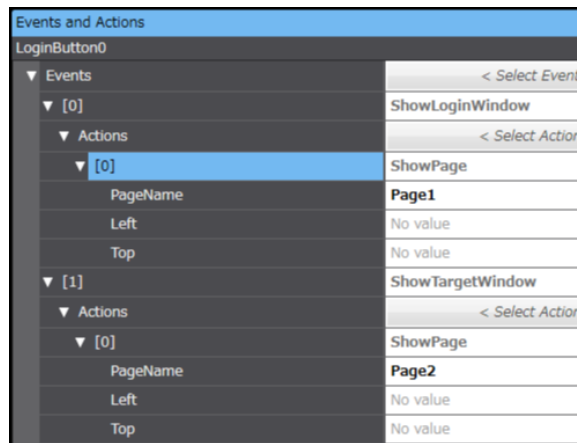 Events and Actions
LoginButton0
Events < Select Event
[0] ShowLoginWindow
Actions < Select Action
[0] ShowPage
PageName Page1
Left No value
Top No value
[1] ShowTargetWindow
Actions < Select Action
[0] ShowPage
PageName Page2
Left No value
Top No value